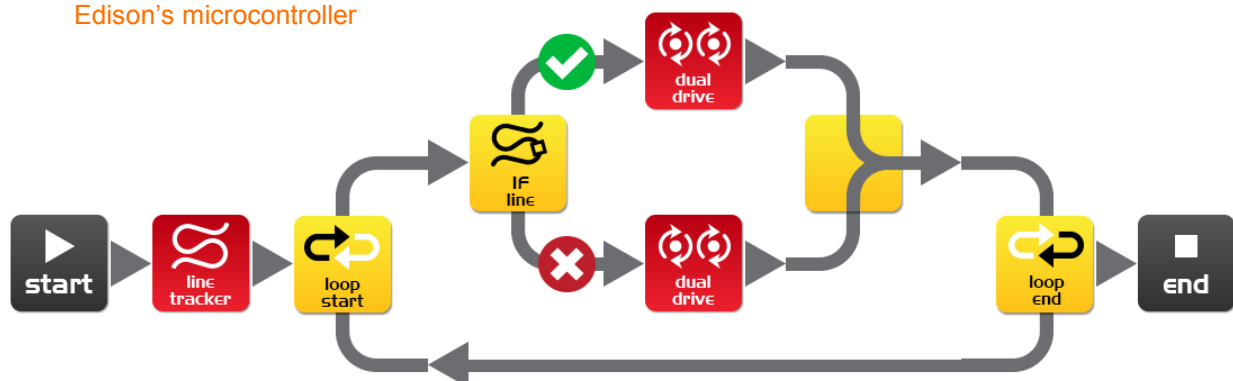 Edison's microcontroller
dual
drive
IF
line
start
line
tracker
loop
start
dual
drive
loop
end
end